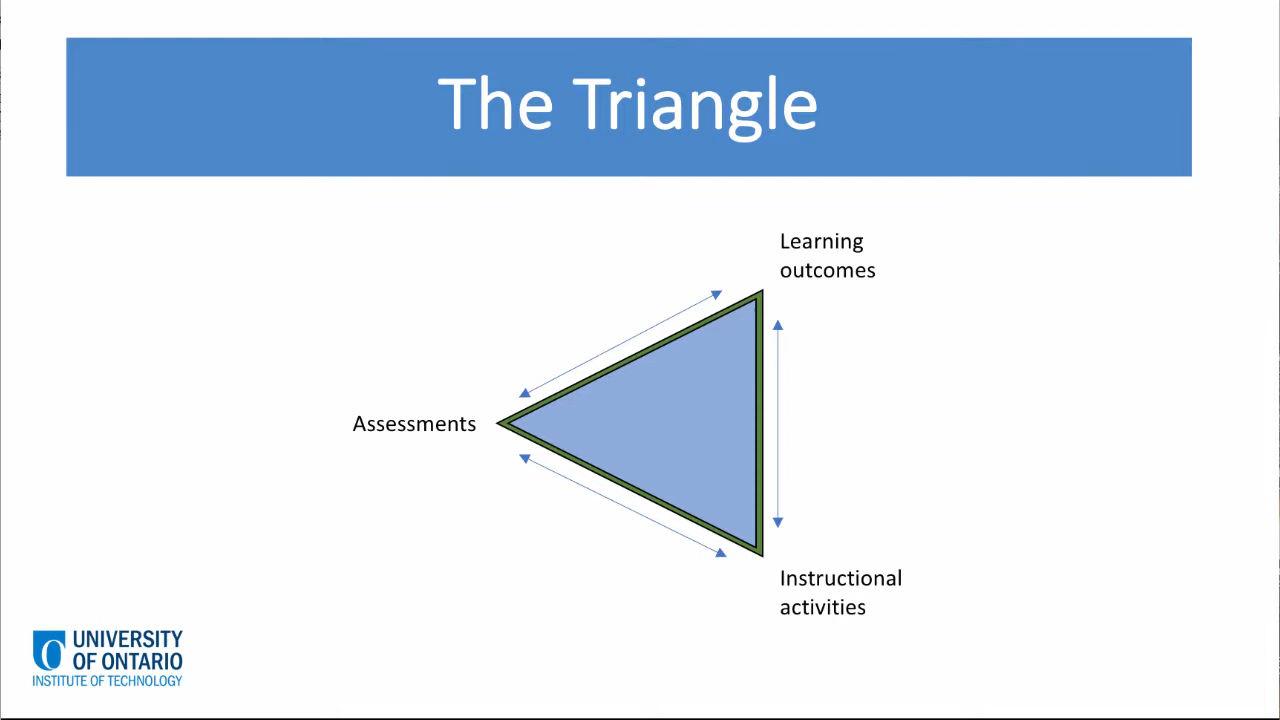 The Triangle
Learning
outcomes
Assessments
Instructional
activities
UNIVERSITY
OF ONTARIO
INSTITUTE OF TECHNOLOGY